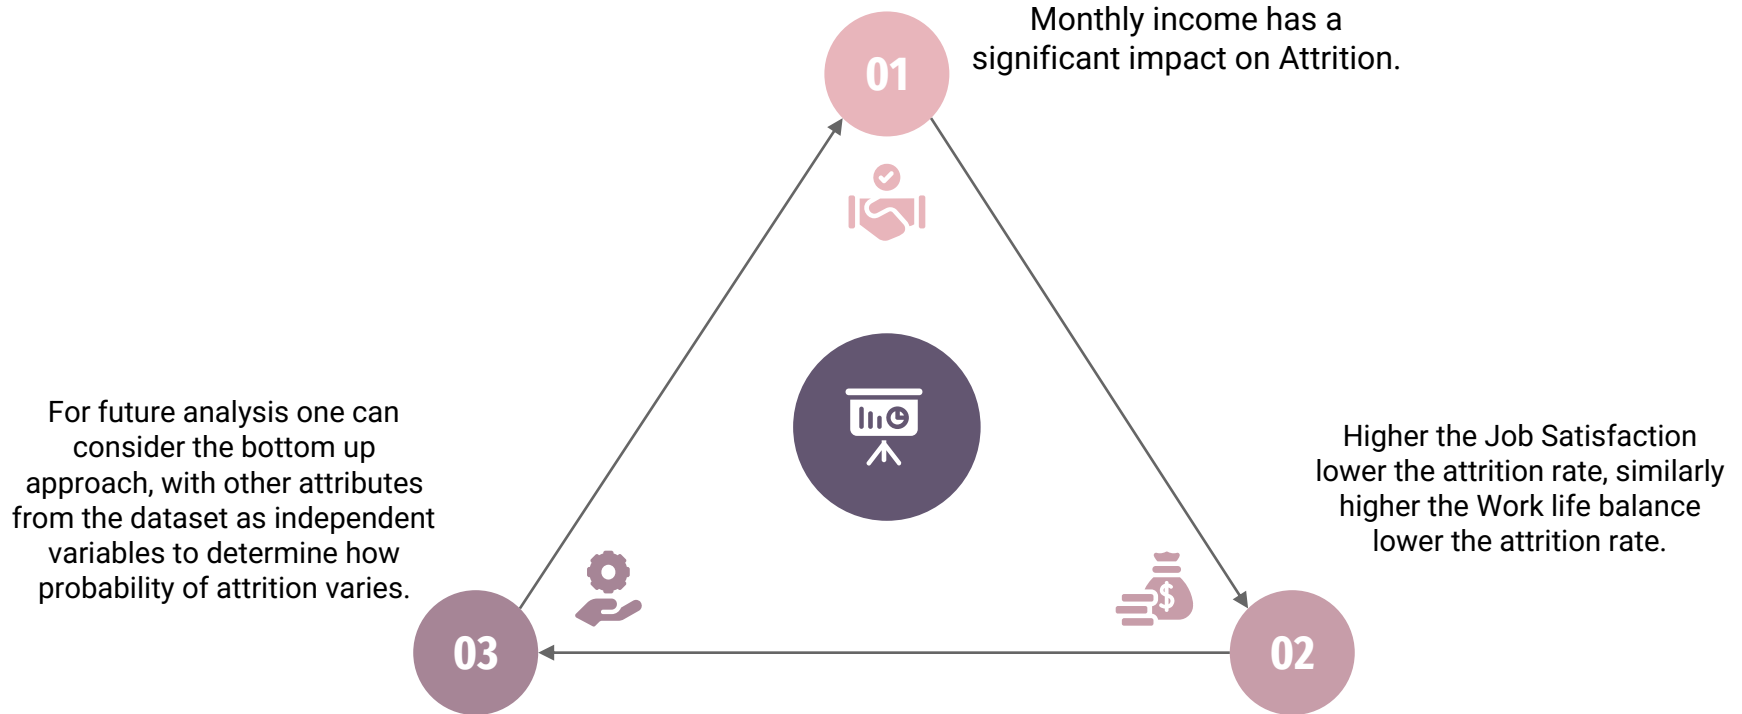 01
Monthly income has a
significant impact on Attrition.
02
Higher the Job Satisfaction
lower the attrition rate, similarly
higher the Work life balance
lower the attrition rate.
$
03
For future analysis one can
consider the bottom up
approach, with other attributes
from the dataset as independent
variables to determine how
probability of attrition varies.